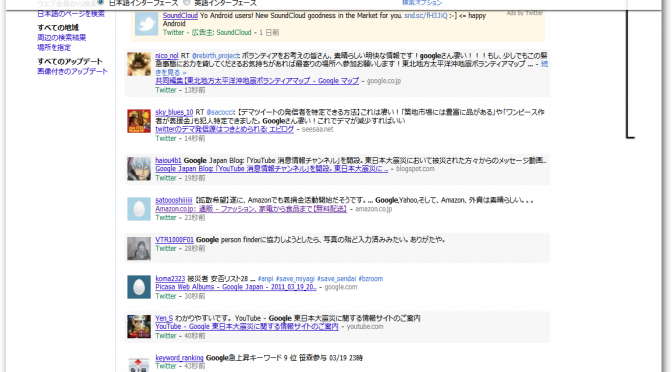 ウェブ全体から検索
日本語のページを検索
すべての地域
周辺の検索結果
場所を指定
すべてのアップデート
画像付きのアップデート
日本語インターフェース 英語インターフェース
検索オプション
SoundCloud Yo Android users! New SoundCloud goodness in the Market for you. snd.sc/fH3JiQ :-] <= happy
Android
Twitter - 広告主: SoundCloud - 1 日前
Ads by Twitter
nico_nol RT @rebirth_project: ボランティアをお考えの皆さん、素晴らしい明快な情報です！googleさん凄い！！！もし、少しでもこの緊
急事態にお力を貸してくださるお気持ちがあれば最寄りの場所へ参加お願いします！東日本地方太平洋沖地震ボランティアマップ ... - 続
きを見る »
共同編集【東北地方太平洋沖地震ボランティアマップ - Google マップ - google.co.jp
Twitter - 13秒前
sky_blues_10 RT @sacocci: 【デマツイートの発信者を特定できる方法】これは凄い！「築地市場には豊富に品がある」や「ワンピース作
者が義援金」も犯人特定できました。Googleさん凄い！これでデマが減少すればいい
twitterのデマ発信源はつきとめられる: エビログ - seesaa.net
Twitter - 14秒前
haiou4b1 Google Japan Blog: 「YouTube 消息情報チャンネル」を開設。東日本大震災において被災された方々からのメッセージ動画..
Google Japan Blog: 「YouTube 消息情報チャンネル」を開設。東日本大震災に ... - blogspot.com
Twitter - 19秒前
satoooshiiiii 【拡散希望】遂に、Amazonでも義捐金活動開始だそうです。... Google,Yahoo,そして、Amazon、外資は素晴らしい。。。
Amazon.co.jp: 通販 - ファッション、家電から食品まで【無料配送】 - amazon.co.jp
Twitter - 23秒前
VTR1000F01 Google person finderに協力しようとしたら、写真の殆ど入力済みみたい。ありがたや。
Twitter - 28秒前
koma2323 被災者 安否リスト28 ... #anpi #save_miyagi #save_sendai #bzroom
Picasa Web Albums - Google Japan - 2011_03_19_20.. - google.com
Twitter - 30秒前
Yen_S わかりやすいです。 YouTube - Google 東日本大震災に関する情報サイトのご案内
YouTube - Google 東日本大震災に関する情報サイトのご案内 - youtube.com
Twitter - 40秒前
keyword_ranking Google急上昇キーワード 9 位 笹森参与 03/19 23時
Twitter - 43秒前
急上昇